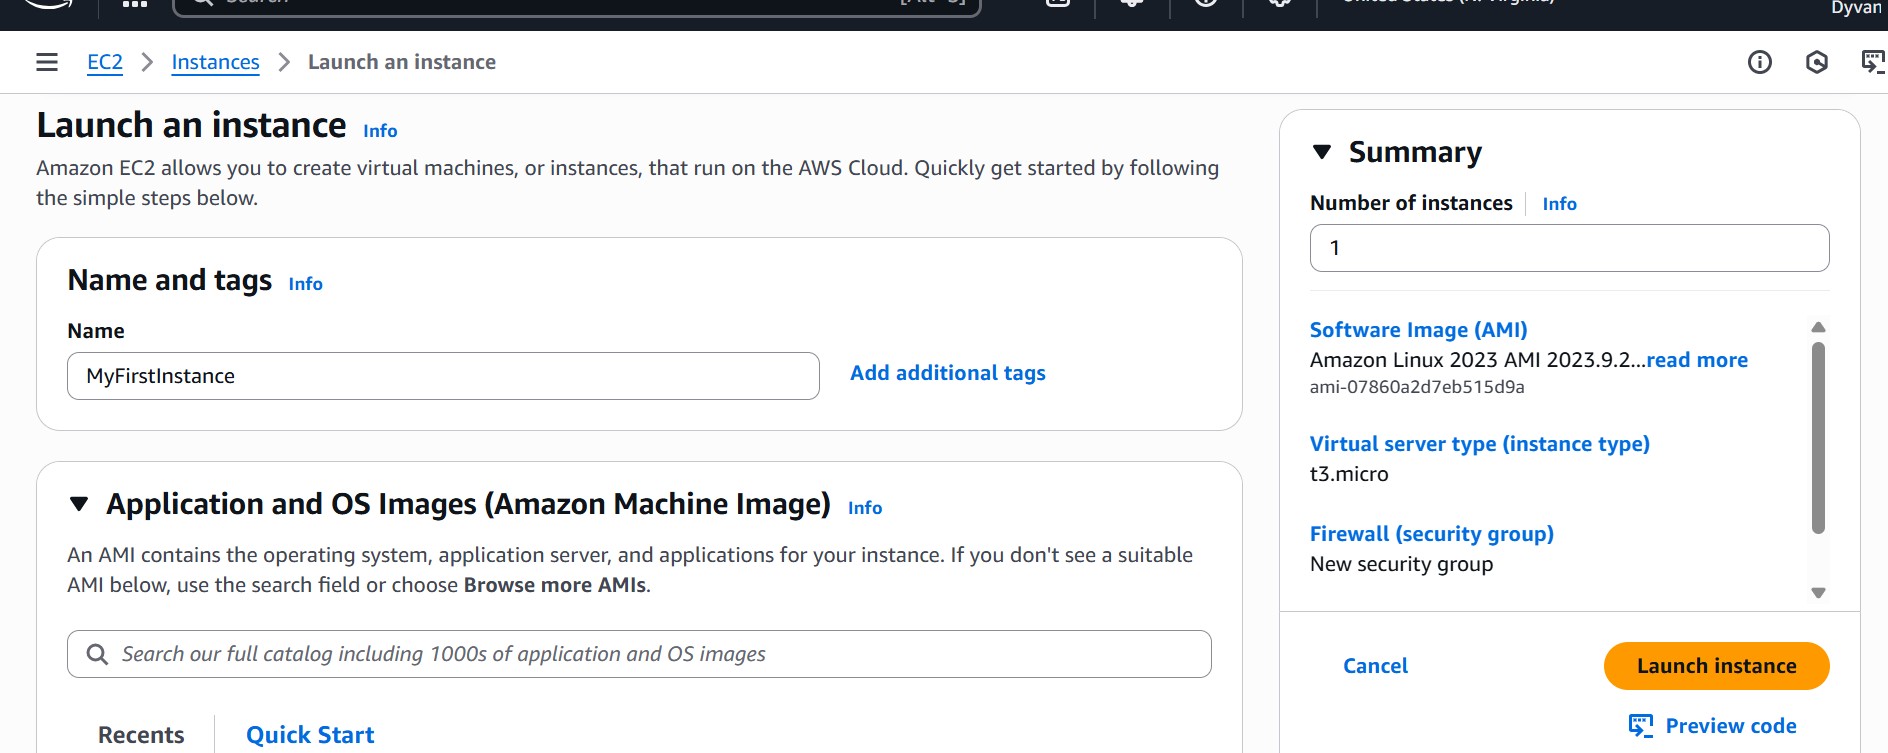 Dyvan
EC2 > Instances > Launch an instance
Launch an instance Info
Amazon EC2 allows you to create virtual machines, or instances, that run on the AWS Cloud. Quickly get started by following
the simple steps below.
Name and tags Info
Name
MyFirstInstance
Add additional tags
Application and OS Images (Amazon Machine Image) Info
An AMI contains the operating system, application server, and applications for your instance. If you don't see a suitable
AMI below, use the search field or choose Browse more AMIs.
Search our full catalog including 1000s of application and OS images
Recents
Quick Start
Summary
Number of instances Info
1
Software Image (AMI)
Amazon Linux 2023 AMI 2023.9.2...read more
ami-07860a2d7eb515d9a
Virtual server type (instance type)
t3.micro
Firewall (security group)
New security group
Cancel
Launch instance
Preview code